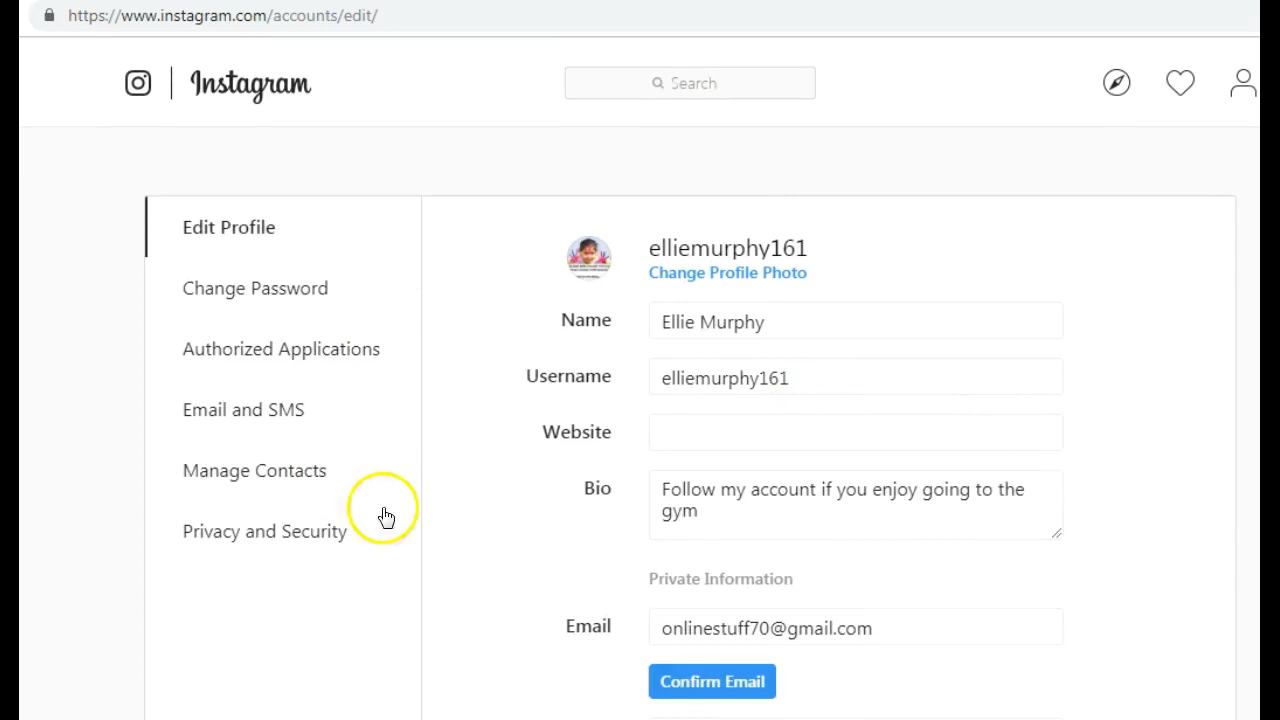 https://www.instagram.com/accounts/edit/
Instagram
Search
Edit Profile
Change Password
Authorized Applications
Email and SMS
Manage Contacts
Privacy and Security
elliemurphy161
Change Profile Photo
Name
Ellie Murphy
Username
elliemurphy161
Website
Bio
Follow my account if you enjoy going to the
gym
Private Information
Email
onlinestuff70@gmail.com
Confirm Email